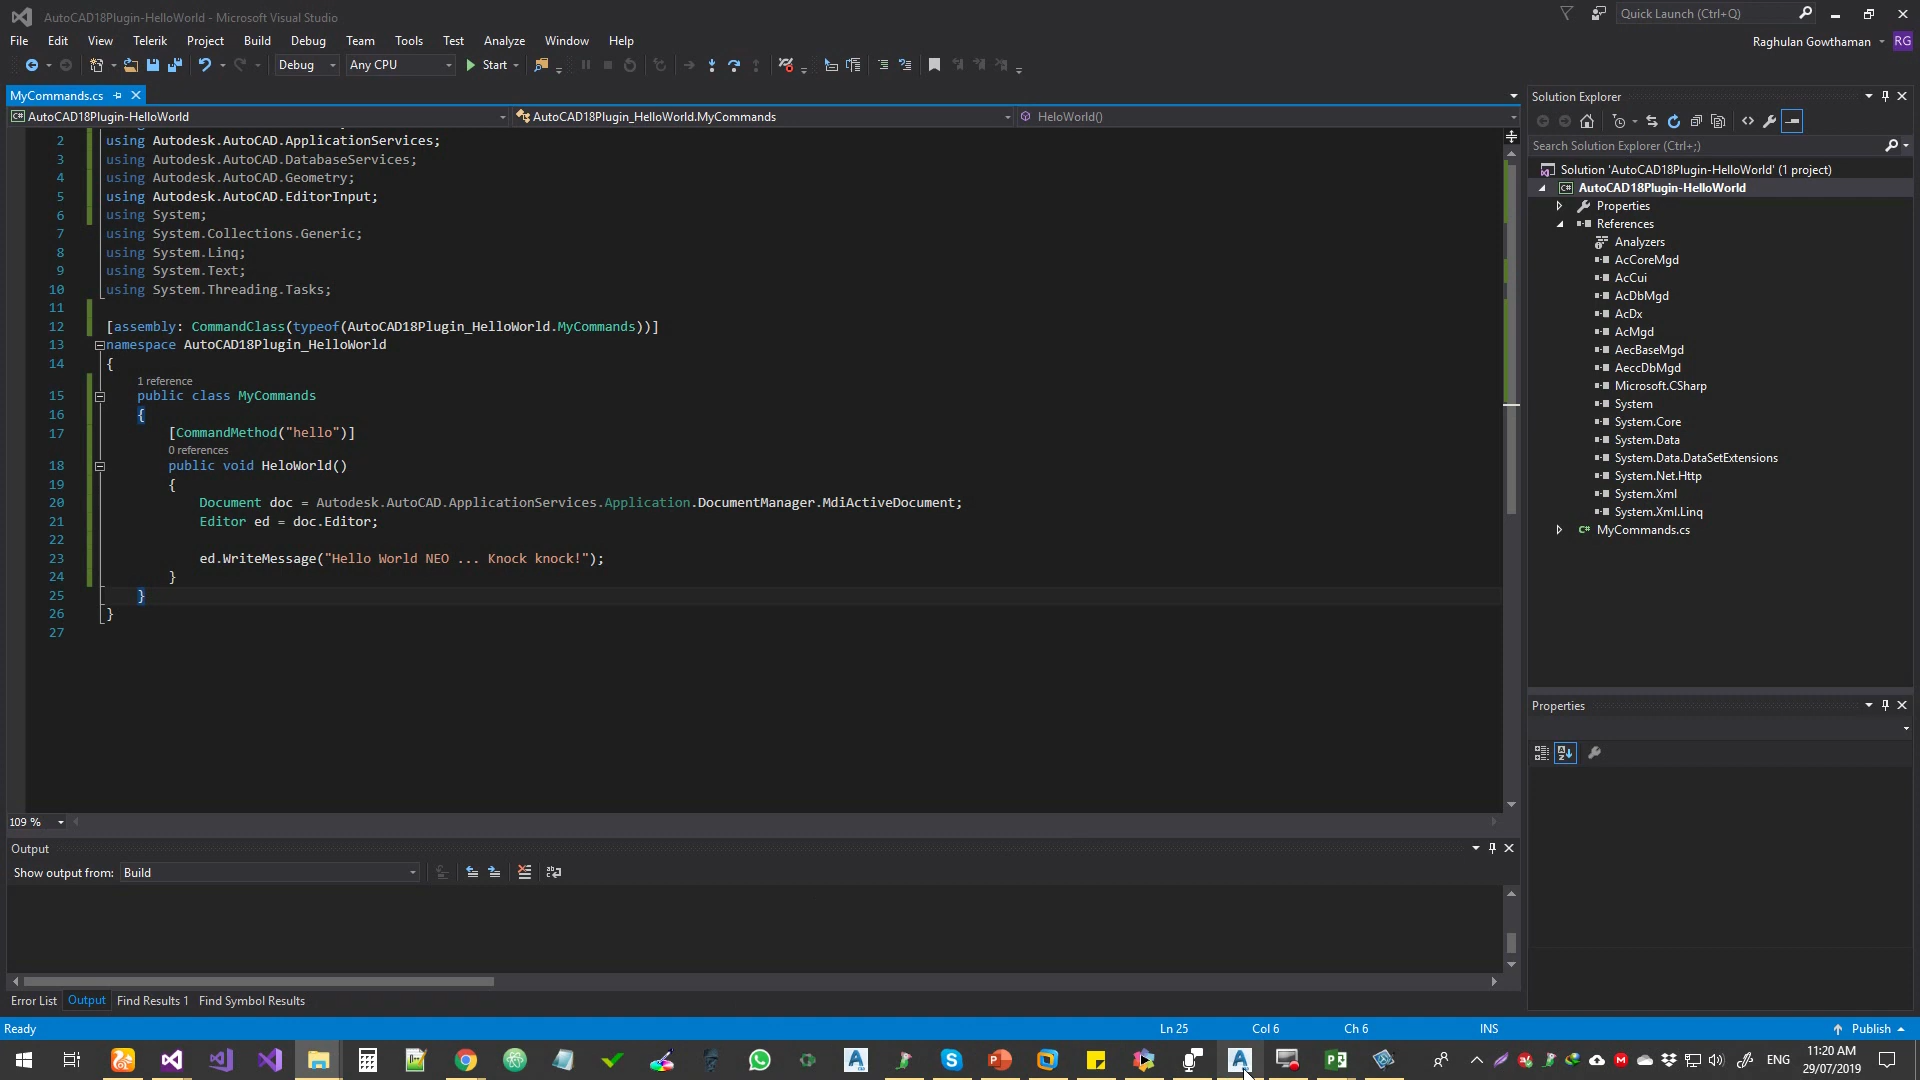 AutoCAD18Plugin-HelloWorld - Microsoft Visual Studio
Quick Launch (Ctrl+Q)
File Edit View Telerik Project Build Debug Team Tools Test Analyze Window Help
Raghulan Gowthaman RG
Debug Any CPU Start
MyCommands.cs
AutoCAD18Plugin-HelloWorld AutoCAD18Plugin_HelloWorld.MyCommands HeloWorld()
2 using Autodesk.AutoCAD.ApplicationServices;
3 using Autodesk.AutoCAD.DatabaseServices;
4 using Autodesk.AutoCAD.Geometry;
5 using Autodesk.AutoCAD.EditorInput;
6 using System;
7 using System.Collections.Generic;
8 using System.Linq;
9 using System.Text;
10 using System.Threading.Tasks;
11
12 [assembly: CommandClass(typeof(AutoCAD18Plugin_HelloWorld.MyCommands))]
13 namespace AutoCAD18Plugin_HelloWorld
14 {
1 reference
15 public class MyCommands
16 {
17 [CommandMethod("hello")]
0 references
18 public void HeloWorld()
19 {
20 Document doc = Autodesk.AutoCAD.ApplicationServices.Application.DocumentManager.MdiActiveDocument;
21 Editor ed = doc.Editor;
22
23 ed.WriteMessage("Hello World NEO ... Knock knock!");
24 }
25 }
26 }
27
109 %
Output
Show output from: Build
Error List Output Find Results 1 Find Symbol Results
Solution Explorer
Search Solution Explorer (Ctrl+;)
Solution 'AutoCAD18Plugin-HelloWorld' (1 project)
AutoCAD18Plugin-HelloWorld
Properties
References
Analyzers
AcCoreMgd
AcCui
AcDbMgd
AcDx
AcMgd
AecBaseMgd
AeccDbMgd
Microsoft.CSharp
System
System.Core
System.Data
System.Data.DataSetExtensions
System.Net.Http
System.Xml
System.Xml.Linq
MyCommands.cs
Properties
Ready Ln 25 Col 6 Ch 6 INS Publish
ENG
11:20 AM
29/07/2019